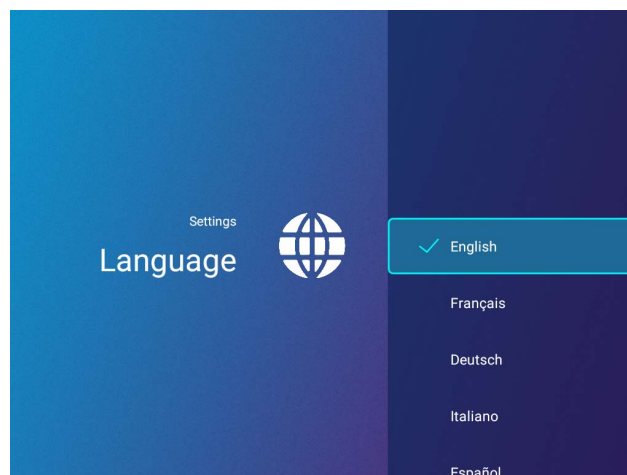 Settings
Language
English
Français
Deutsch
Italiano
Español